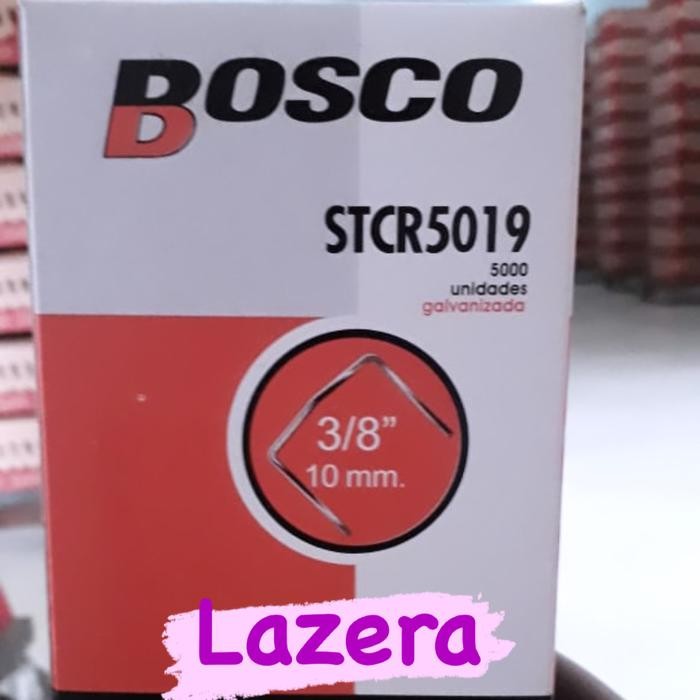 BOSCO
STCR5019
5000
unidades
galvanizada
3/8"
10 mm.
Lazera